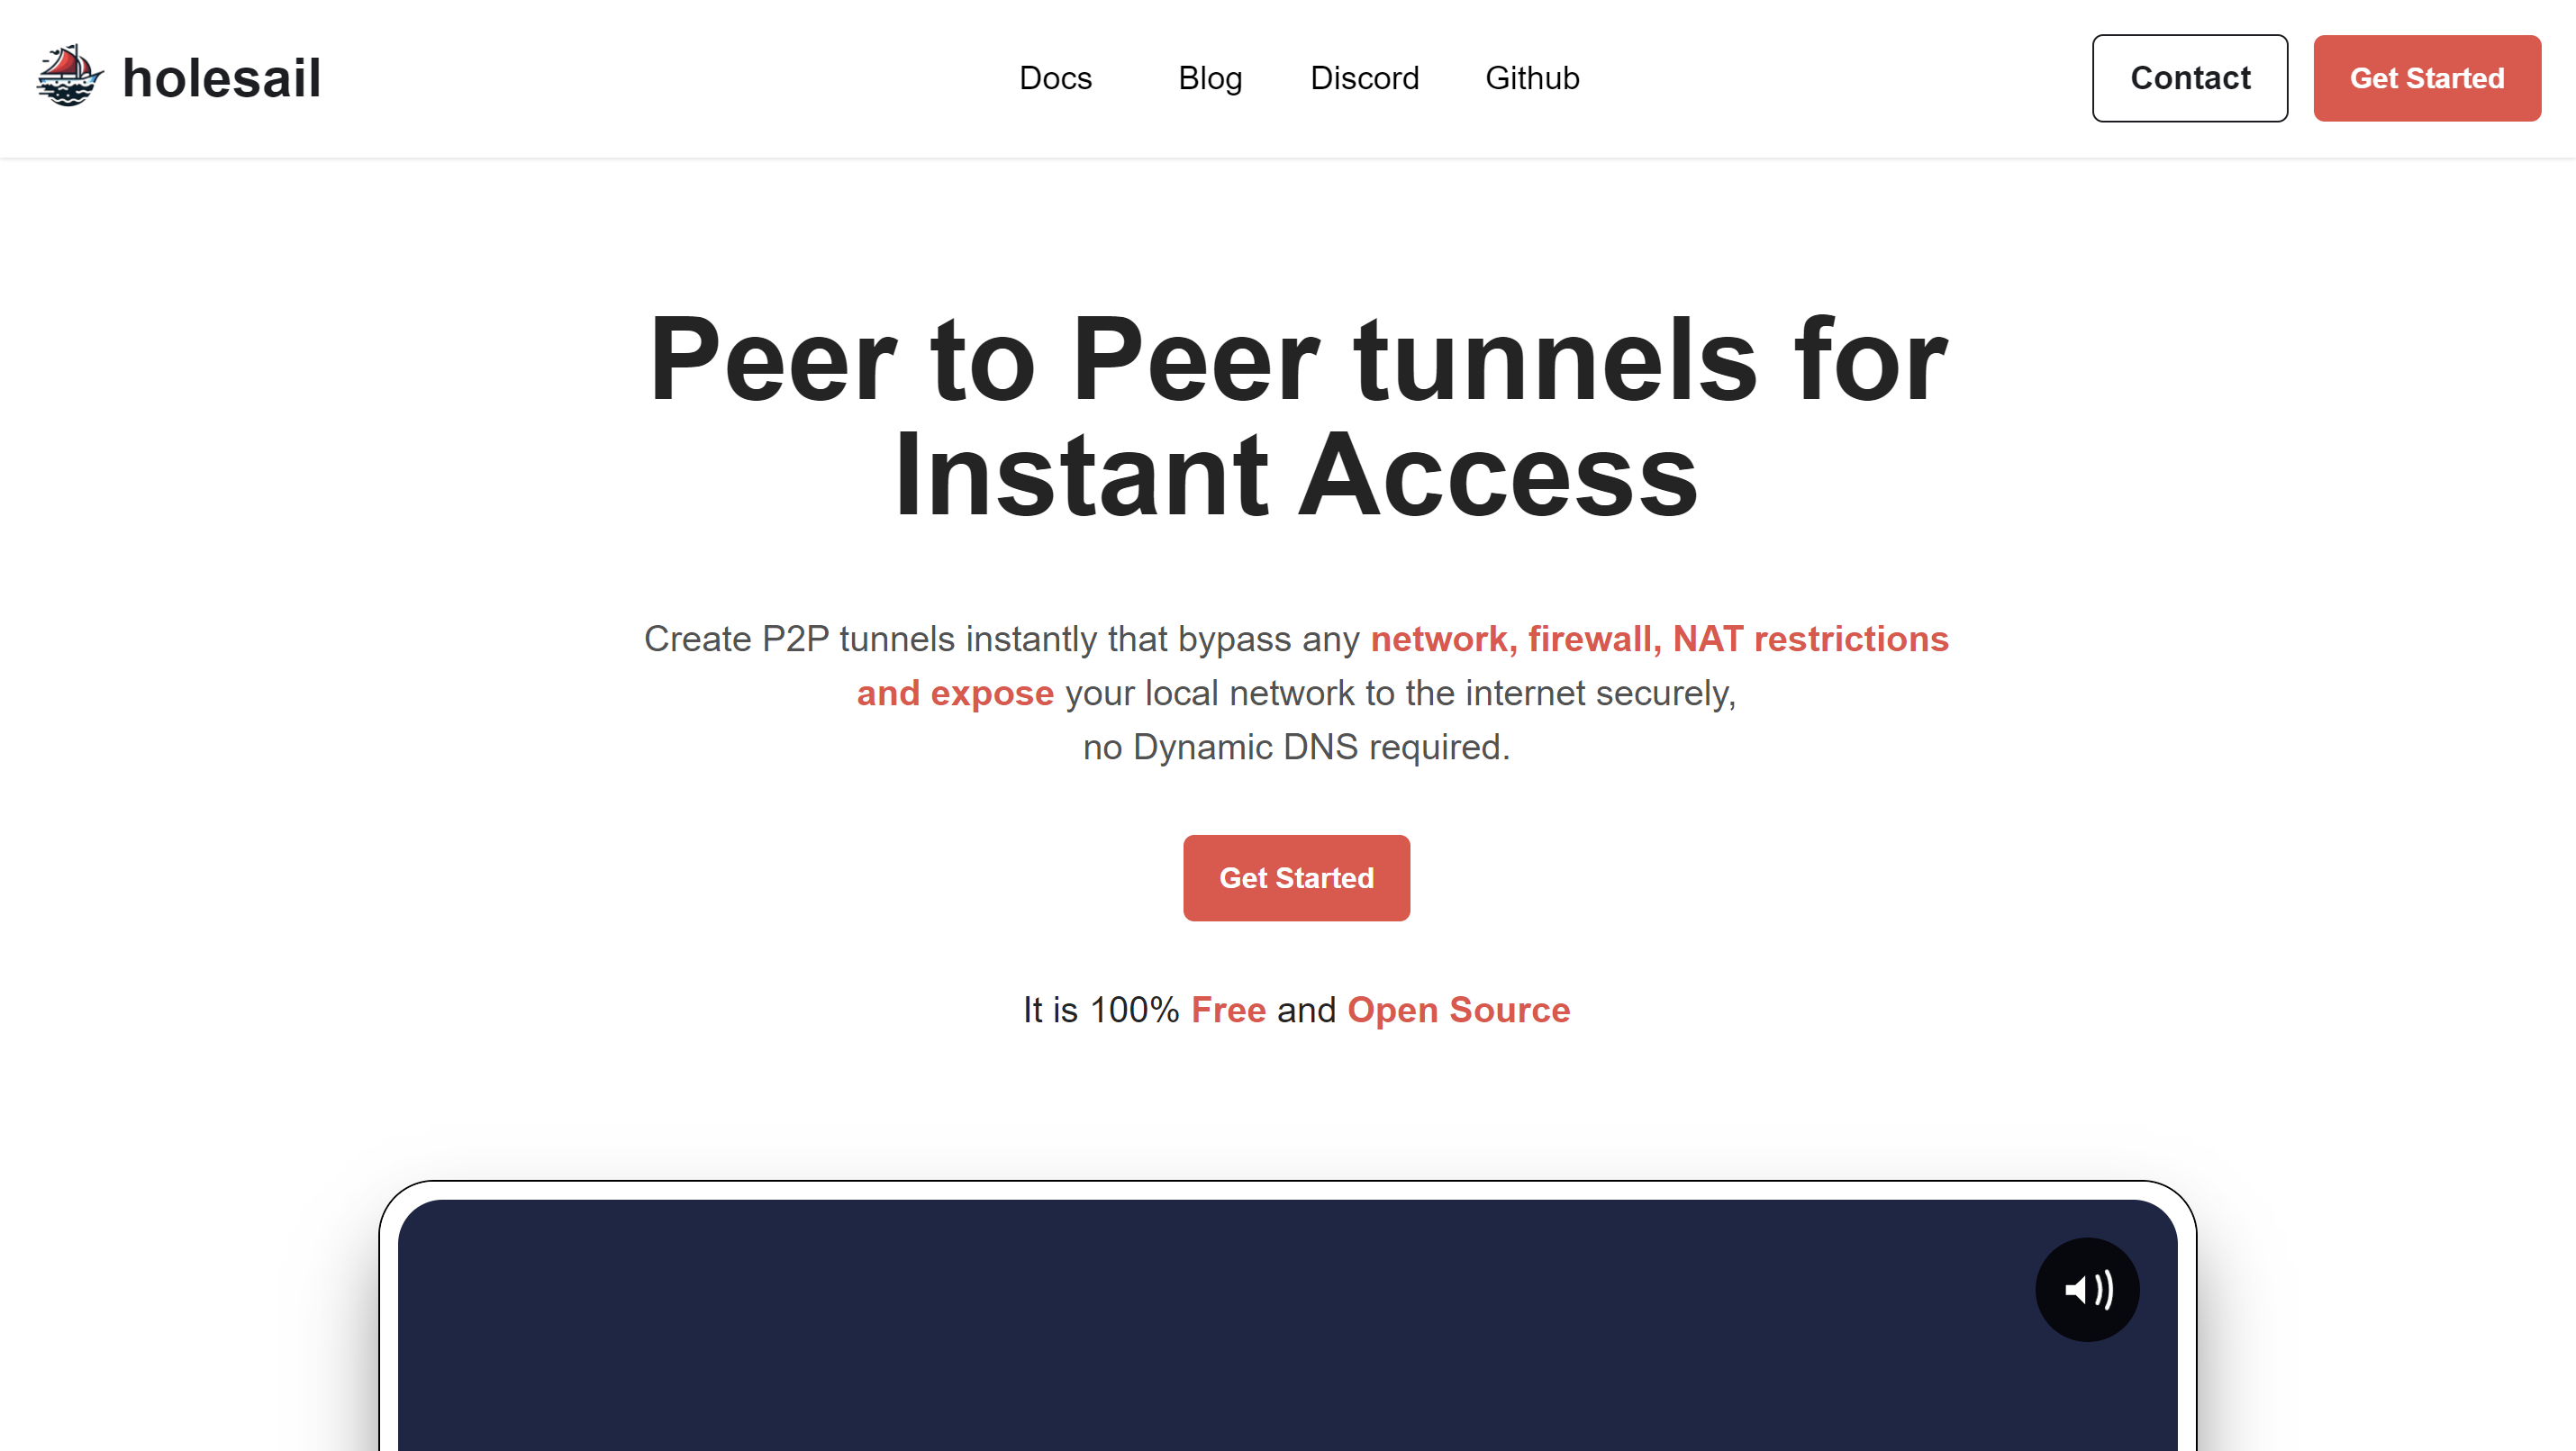 holesail
Docs
Blog
Discord
Github
Contact
Get Started
Peer to Peer tunnels for
Instant Access
Create P2P tunnels instantly that bypass any network, firewall, NAT restrictions
and expose your local network to the internet securely,
no Dynamic DNS required.
Get Started
It is 100% Free and Open Source